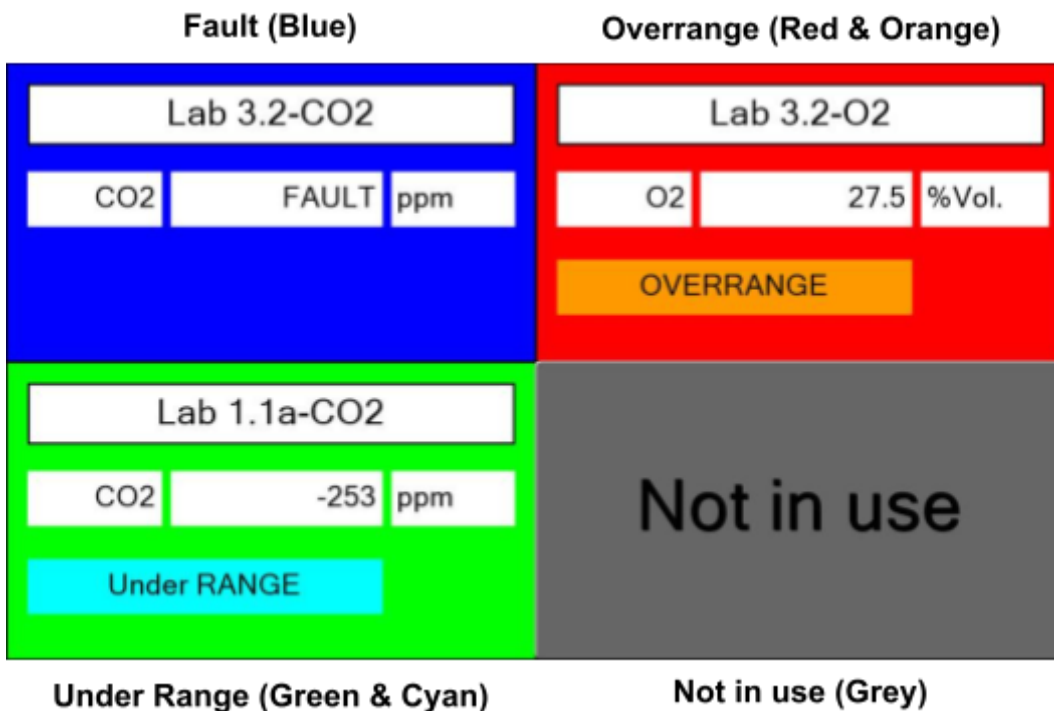 Fault (Blue)
Overrange (Red & Orange)
Lab 3.2-CO2
CO2 FAULT ppm
Lab 3.2-O2
O2 27.5 %Vol.
OVERRANGE
Lab 1.1a-CO2
CO2 -253 ppm
Under RANGE
Not in use
Under Range (Green & Cyan)
Not in use (Grey)